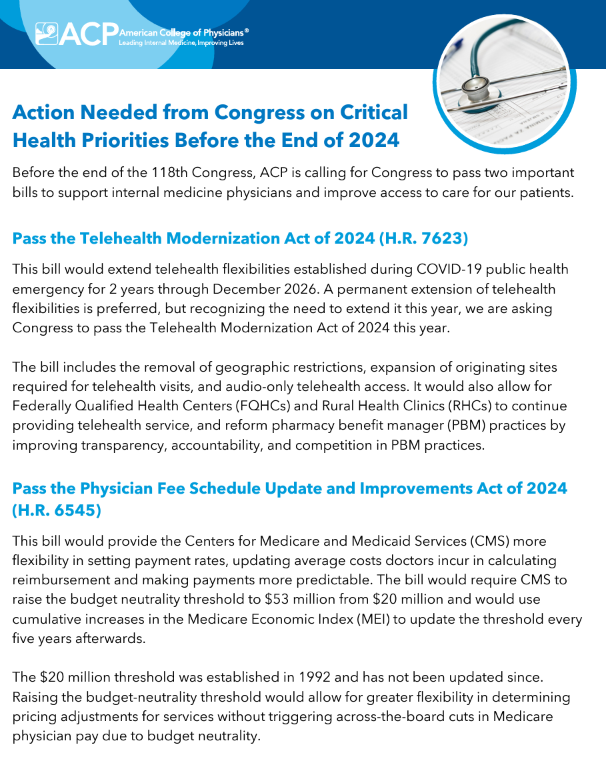 ACP American College of Physicians®
Leading Internal Medicine, Improving Lives
Action Needed from Congress on Critical
Health Priorities Before the End of 2024
Before the end of the 118th Congress, ACP is calling for Congress to pass two important
bills to support internal medicine physicians and improve access to care for our patients.
Pass the Telehealth Modernization Act of 2024 (H.R. 7623)
This bill would extend telehealth flexibilities established during COVID-19 public health
emergency for 2 years through December 2026. A permanent extension of telehealth
flexibilities is preferred, but recognizing the need to extend it this year, we are asking
Congress to pass the Telehealth Modernization Act of 2024 this year.
The bill includes the removal of geographic restrictions, expansion of originating sites
required for telehealth visits, and audio-only telehealth access. It would also allow for
Federally Qualified Health Centers (FQHCs) and Rural Health Clinics (RHCs) to continue
providing telehealth service, and reform pharmacy benefit manager (PBM) practices by
improving transparency, accountability, and competition in PBM practices.
Pass the Physician Fee Schedule Update and Improvements Act of 2024
(H.R. 6545)
This bill would provide the Centers for Medicare and Medicaid Services (CMS) more
flexibility in setting payment rates, updating average costs doctors incur in calculating
reimbursement and making payments more predictable. The bill would require CMS to
raise the budget neutrality threshold to $53 million from $20 million and would use
cumulative increases in the Medicare Economic Index (MEI) to update the threshold every
five years afterwards.
The $20 million threshold was established in 1992 and has not been updated since.
Raising the budget-neutrality threshold would allow for greater flexibility in determining
pricing adjustments for services without triggering across-the-board cuts in Medicare
physician pay due to budget neutrality.